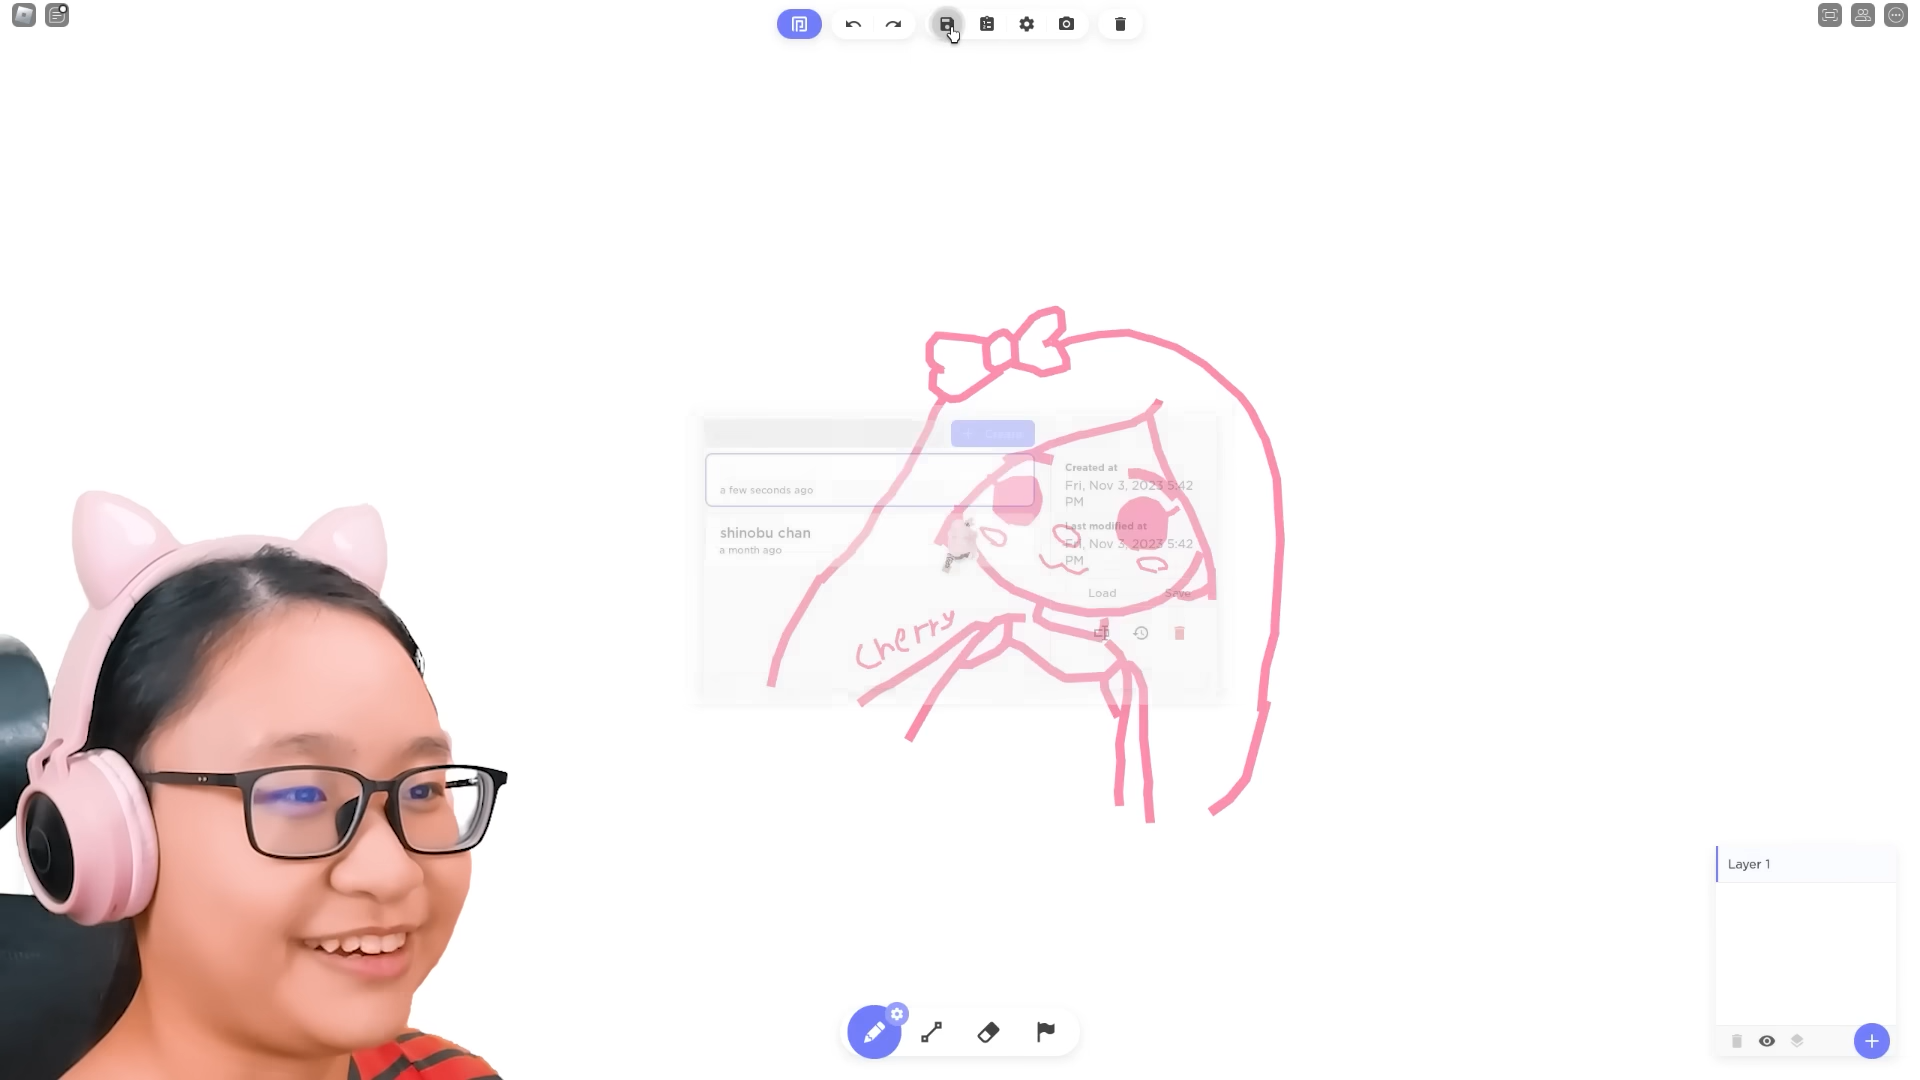 Create
a few seconds ago
shinobu chan
a month ago
Created at
Fri, Nov 3, 2023 5:42
PM
Last modified at
Fri, Nov 3, 2023 5:42
PM
Load
Save
Cherry
Layer 1